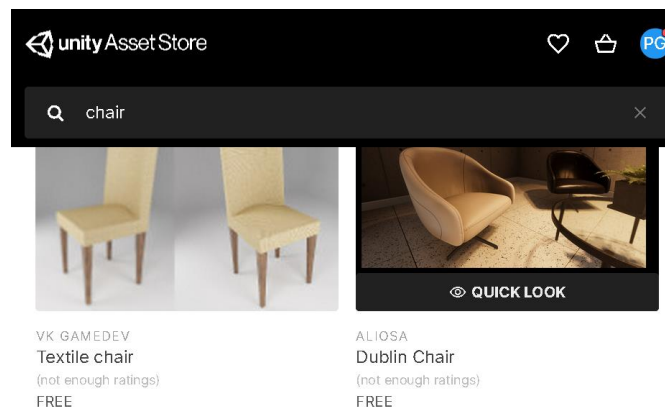 unity Asset Store
PG
chair
QUICK LOOK
VK GAMEDEV
ALIOSA
Textile chair
Dublin Chair
(not enough ratings)
(not enough ratings)
FREE
FREE